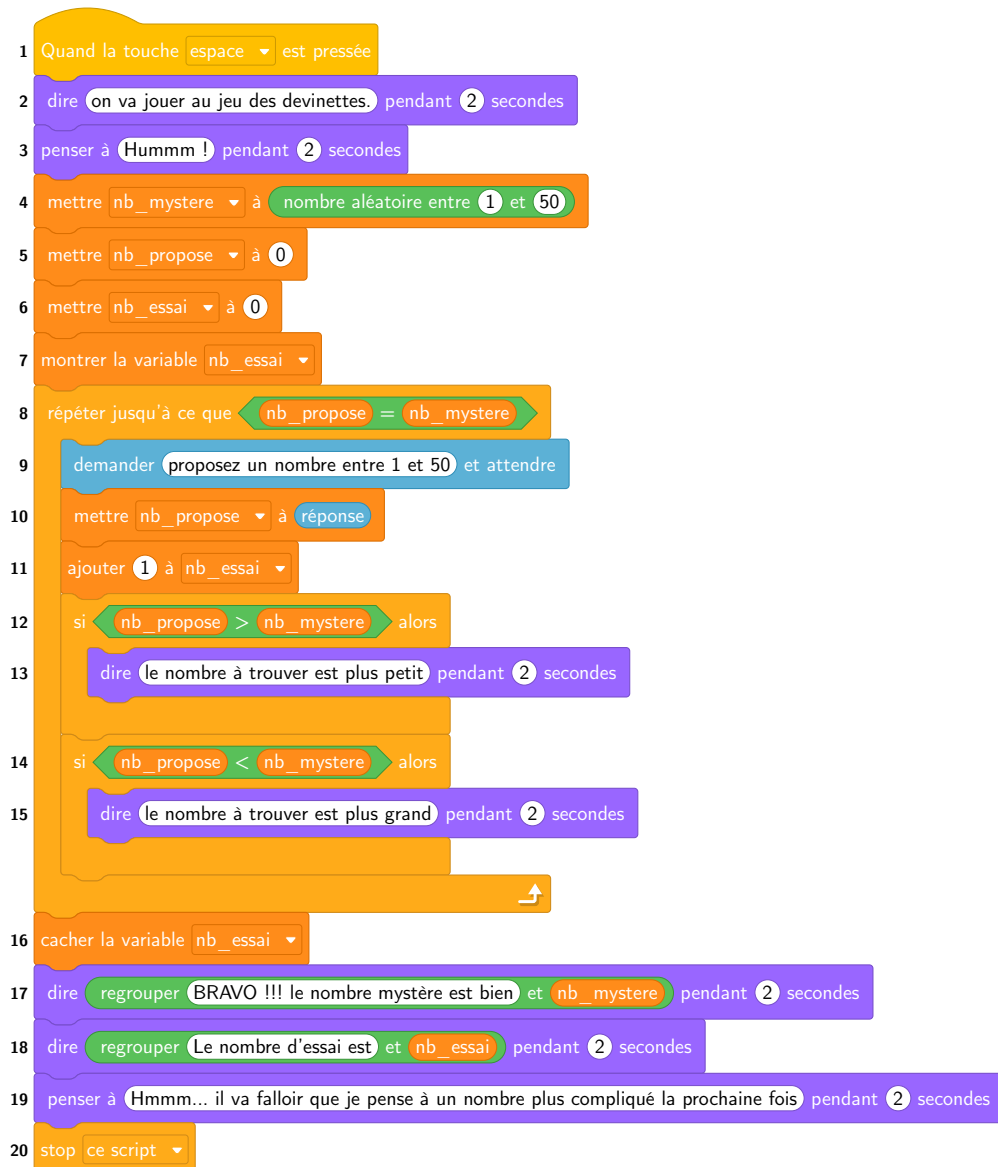 1 Quand la touche espace est pressée
2 dire on va jouer au jeu des devinettes. pendant 2 secondes
3 penser à Hummm ! pendant 2 secondes
4 mettre nb_mystere à nombre aléatoire entre 1 et 50
5 mettre nb_propose à 0
6 mettre nb_essai à 0
7 montrer la variable nb_essai
8 répéter jusqu'à ce que nb_propose = nb_mystere
9 demander proposez un nombre entre 1 et 50 et attendre
10 mettre nb_propose à réponse
11 ajouter 1 à nb_essai
12 si nb_propose > nb_mystere alors
13 dire le nombre à trouver est plus petit pendant 2 secondes
14 si nb_propose < nb_mystere alors
15 dire le nombre à trouver est plus grand pendant 2 secondes
16 cacher la variable nb_essai
17 dire regrouper BRAVO !!! le nombre mystère est bien et nb_mystere pendant 2 secondes
18 dire regrouper Le nombre d'essai est et nb_essai pendant 2 secondes
19 penser à Hmmm... il va falloir que je pense à un nombre plus compliqué la prochaine fois pendant 2 secondes
20 stop ce script